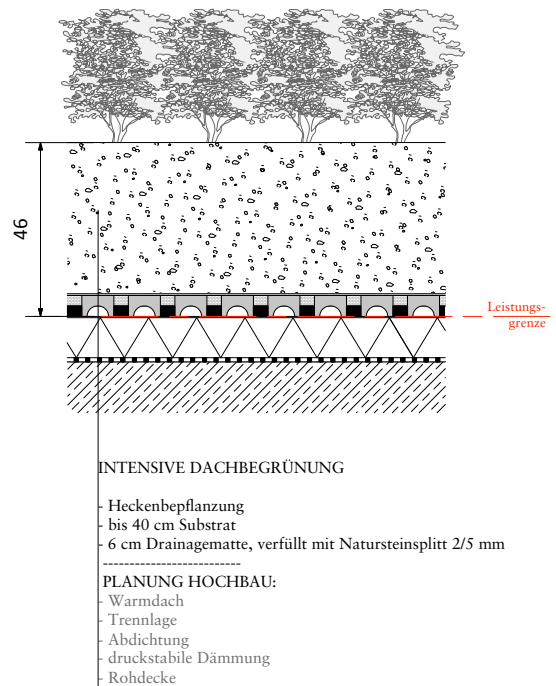 46
Leistungs-
grenze
INTENSIVE DACHBEGRÜNUNG
- Heckenbepflanzung
- bis 40 cm Substrat
- 6 cm Drainagematte, verfüllt mit Natursteinsplitt 2/5 mm
--------------------------
PLANUNG HOCHBAU:
- Warmdach
- Trennlage
- Abdichtung
- druckstabile Dämmung
- Rohdecke